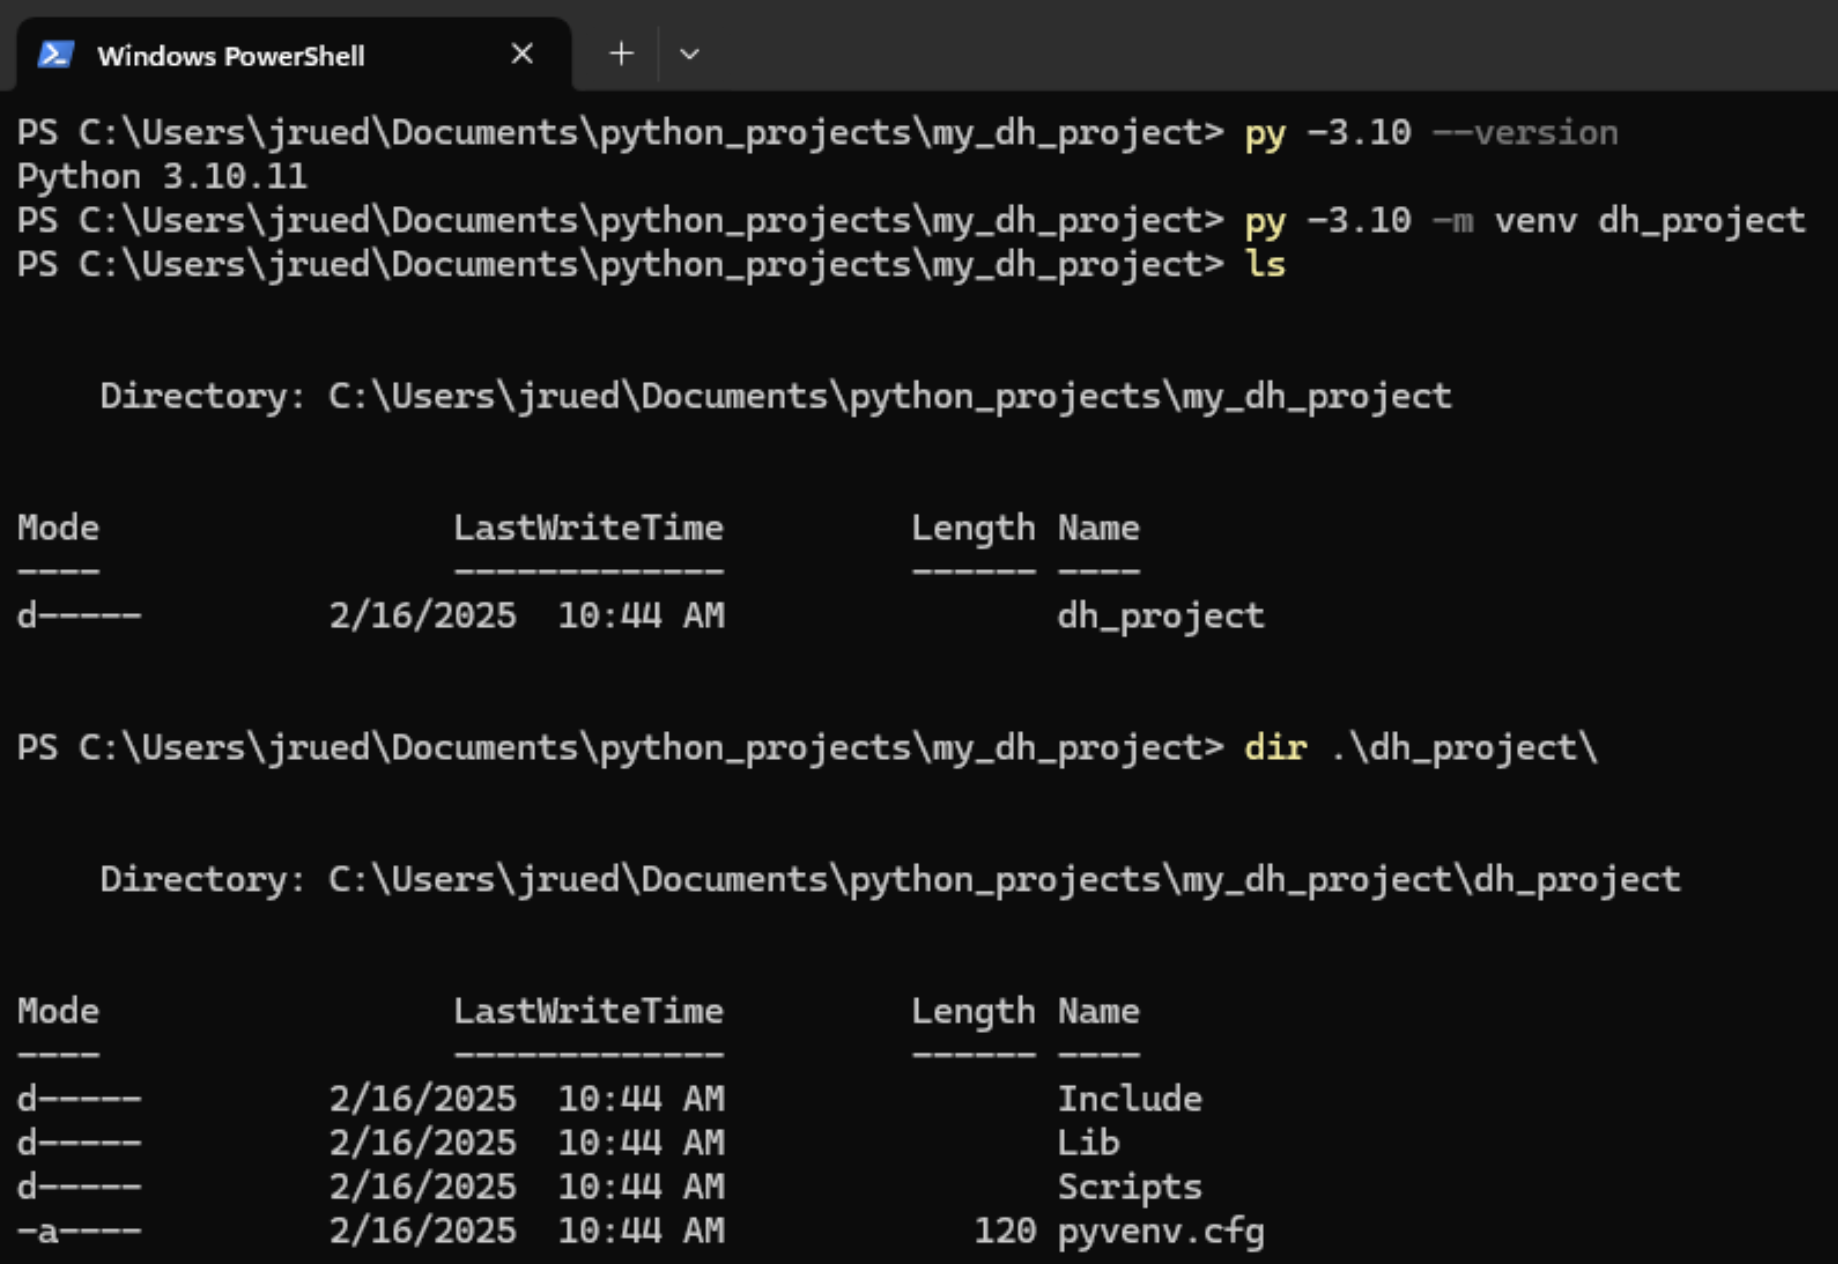 Windows PowerShell
PS C:\Users\jrued\Documents\python_projects\my_dh_project> py -3.10 --version
Python 3.10.11
PS C:\Users\jrued\Documents\python_projects\my_dh_project> py -3.10 -m venv dh_project
PS C:\Users\jrued\Documents\python_projects\my_dh_project> ls
Directory: C:\Users\jrued\Documents\python_projects\my_dh_project
Mode LastWriteTime Length Name
---- ------------- ------ ----
d----- 2/16/2025 10:44 AM dh_project
PS C:\Users\jrued\Documents\python_projects\my_dh_project> dir .\dh_project\
Directory: C:\Users\jrued\Documents\python_projects\my_dh_project\dh_project
Mode LastWriteTime Length Name
---- ------------- ------ ----
d----- 2/16/2025 10:44 AM Include
d----- 2/16/2025 10:44 AM Lib
d----- 2/16/2025 10:44 AM Scripts
-a---- 2/16/2025 10:44 AM 120 pyvenv.cfg